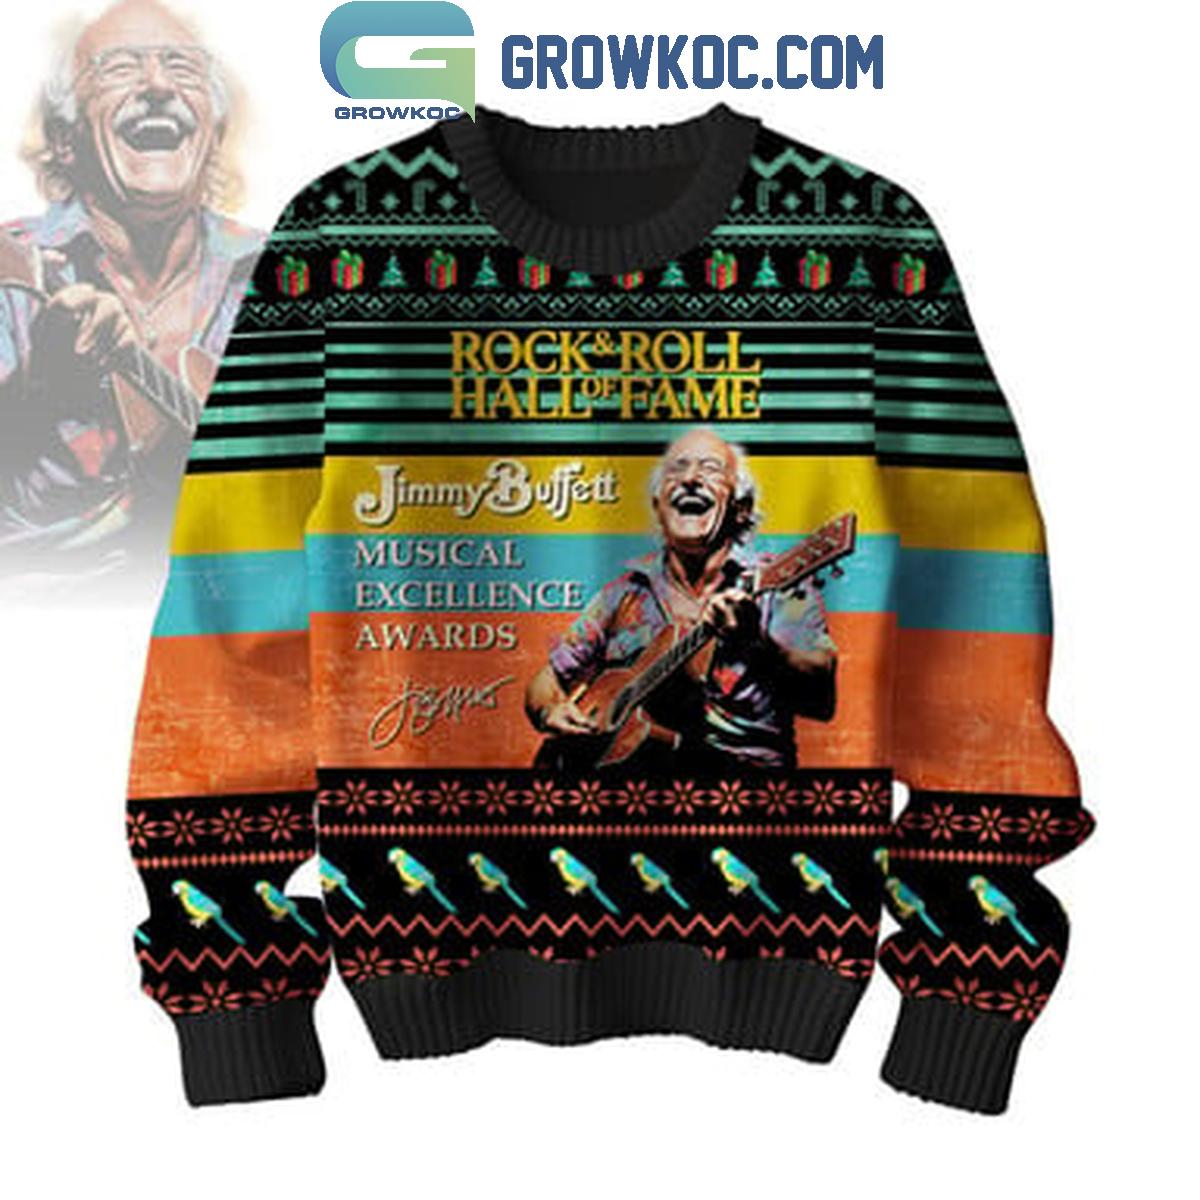 GROWKOC
GROWKOC.COM
ROCK & ROLL
HALL OF FAME
Jimmy Buffett
MUSICAL
EXCELLENCE
AWARDS